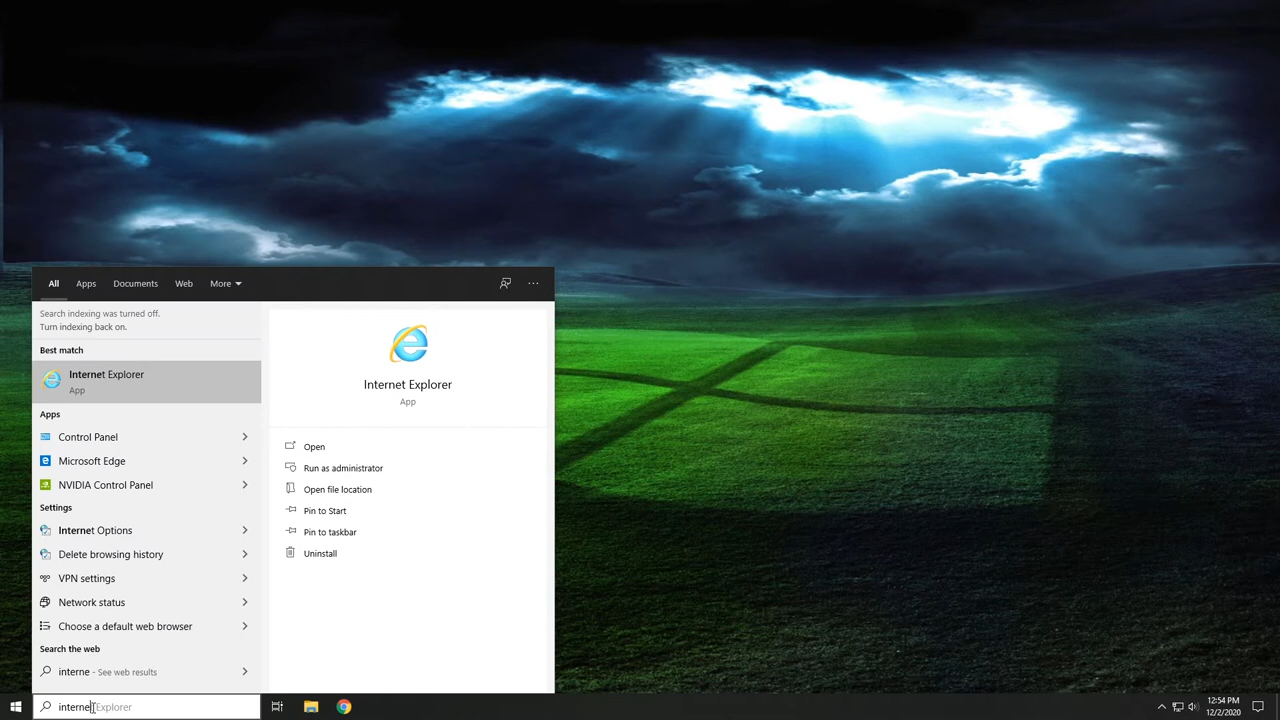 All Apps Documents Web More
Search indexing was turned off.
Turn indexing back on.
Best match
Internet Explorer
App
Apps
Control Panel
Microsoft Edge
NVIDIA Control Panel
Settings
Internet Options
Delete browsing history
VPN settings
Network status
Choose a default web browser
Search the web
interne - See web results
Internet Explorer
App
Open
Run as administrator
Open file location
Pin to Start
Pin to taskbar
Uninstall
internet Explorer
12:54 PM
12/2/2020